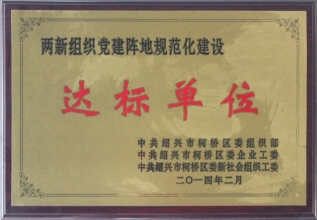 两新组织党建阵地规范化建设
达标单位
中共绍兴市柯桥区委组织部
中共绍兴市柯桥区委企业工委
中共绍兴市柯桥区委新社会组织工委
二〇一四年二月